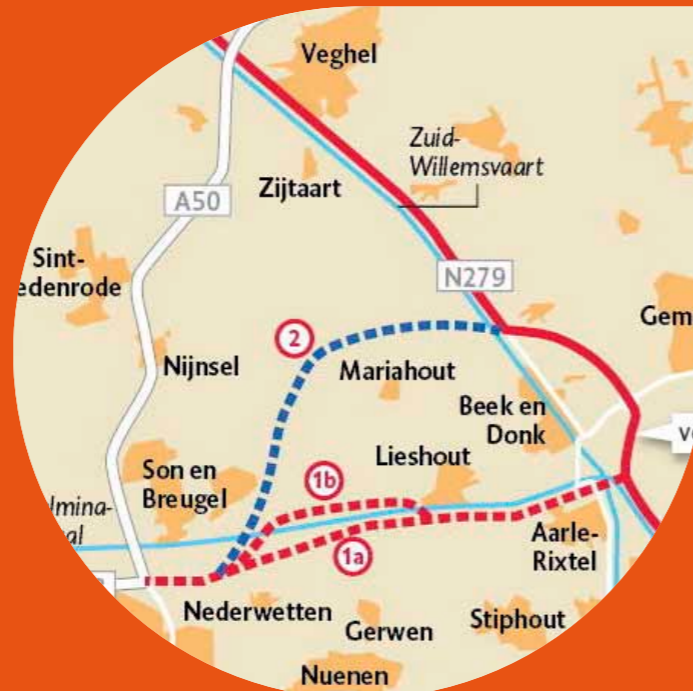 Veghel
Zuid-
Willemsvaart
Zijtaart
A50
Sint-
edenrode
N279
Gem
2
Nijnsel
Mariahout
Beek en
Donk
Lieshout
Son en
Breugel
1b
lmina-
al
Aarle-
Rixtel
1a
Nederwetten
Gerwen
Stiphout
Nuenen